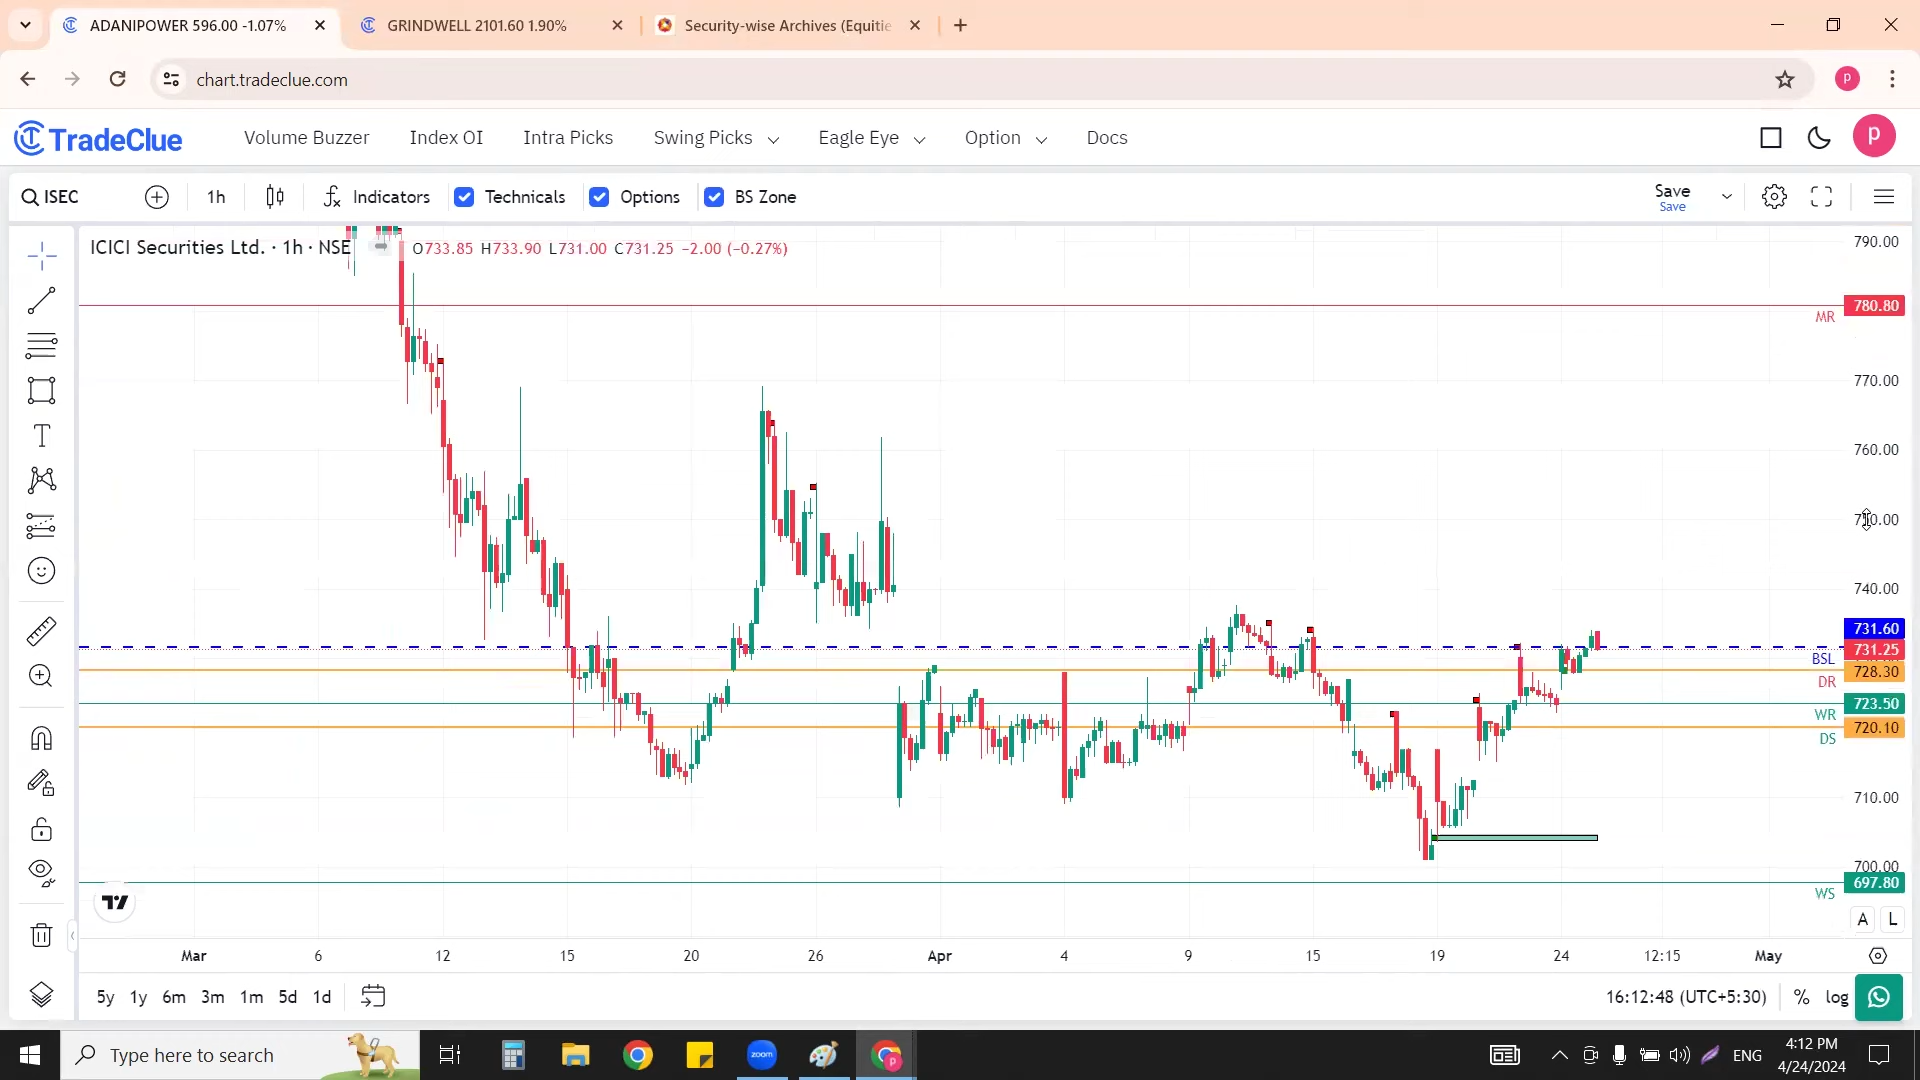 ADANIPOWER 596.00 -1.07%
GRINDWELL 2101.60 1.90%
Security-wise Archives (Equitie
chart.tradeclue.com
P
TradeClue
Volume Buzzer
Index OI
Intra Picks
Swing Picks
Eagle Eye
Option
Docs
P
ISEC
1h
Indicators
Technicals
Options
BS Zone
Save
Save
ICICI Securities Ltd. · 1h · NSE
O733.85 H733.90 L731.00 C731.25 −2.00 (−0.27%)
790.00
780.80
MR
770.00
760.00
740.00
731.60
731.25
BSL
728.30
DR
723.50
WR
720.10
DS
710.00
700.00
697.80
WS
A L
Mar 6 12 15 20 26 Apr 4 9 15 19 24 12:15 May
5y 1y 6m 3m 1m 5d 1d
16:12:48 (UTC+5:30)
% log
Type here to search
zoom
ENG
4:12 PM
4/24/2024